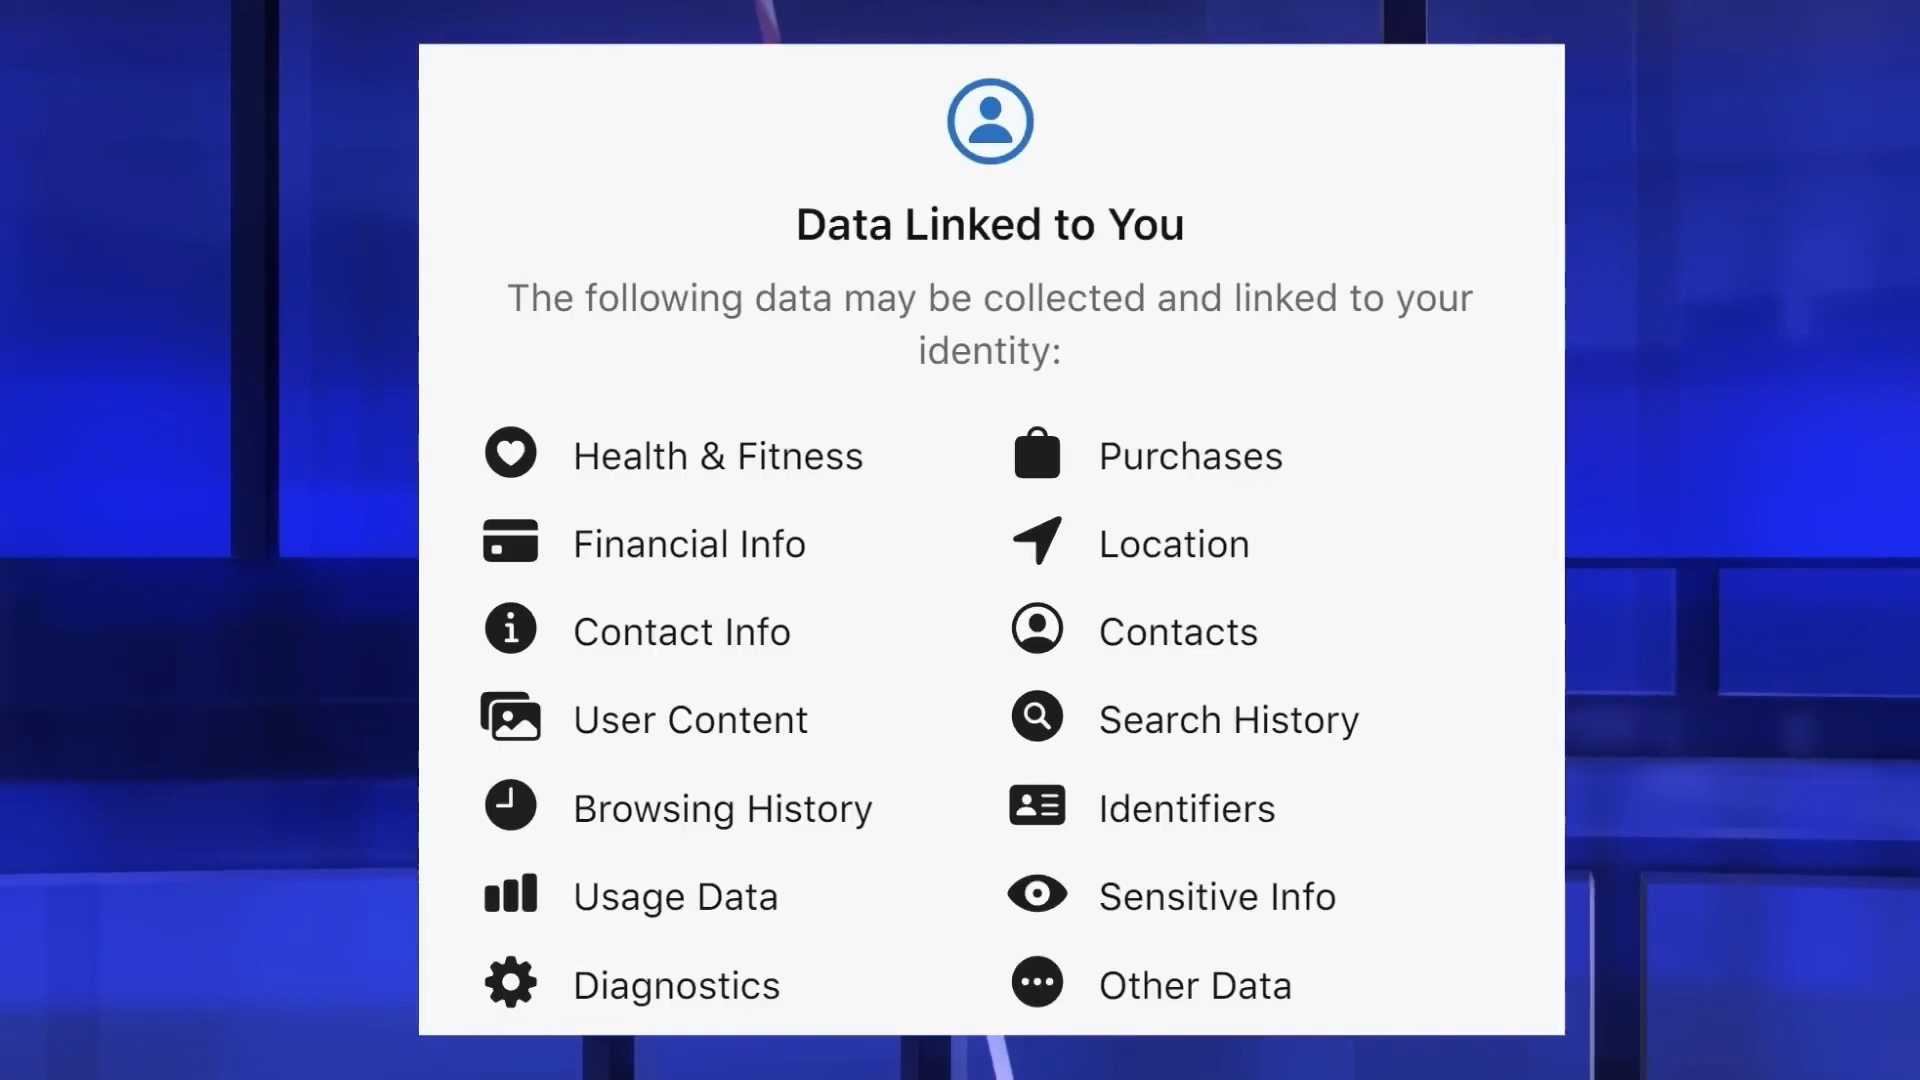 Data Linked to You
The following data may be collected and linked to your
identity:
Health & Fitness
Purchases
Financial Info
Location
Contact Info
Contacts
User Content
Search History
Browsing History
Identifiers
Usage Data
Sensitive Info
Diagnostics
Other Data